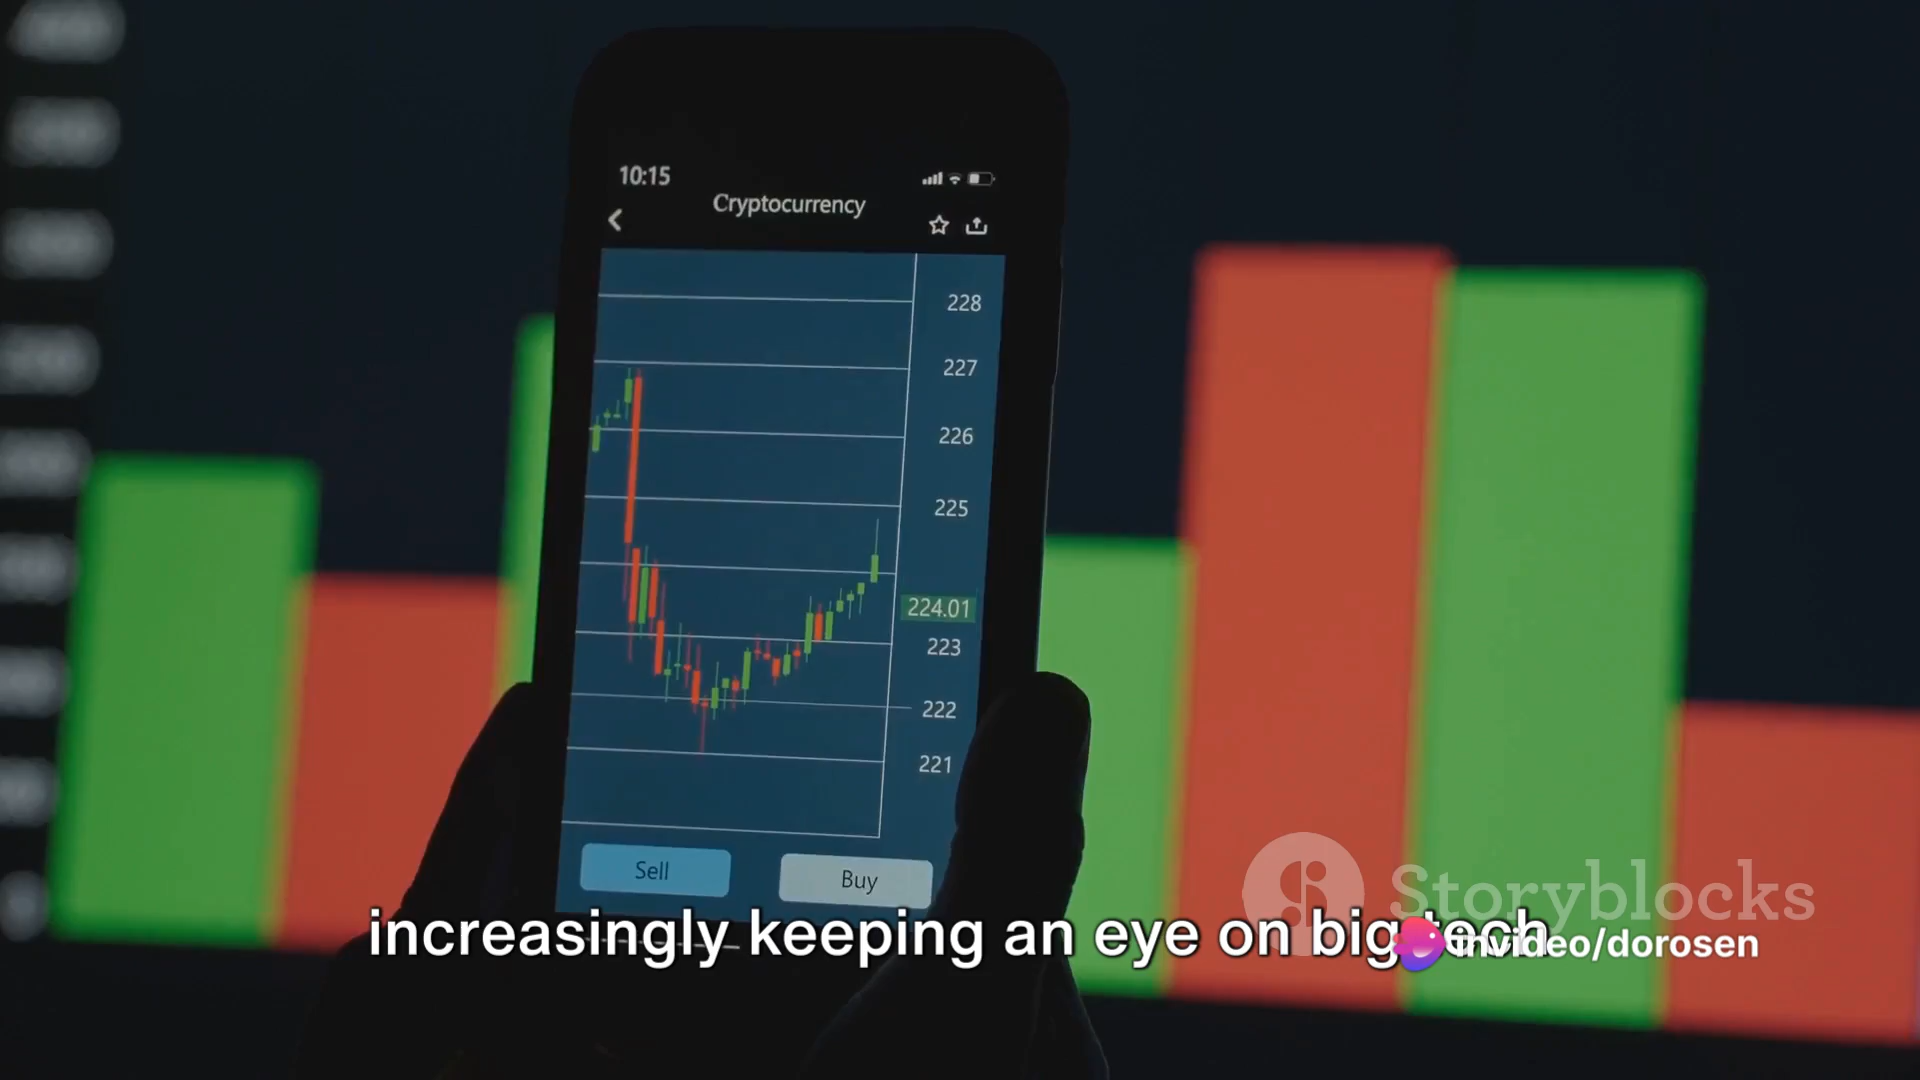 10:15
Cryptocurrency
228
227
226
225
224.01
223
222
221
Sell
Buy
Storyblocks
increasingly keeping an eye on big tech
invideo/dorosen